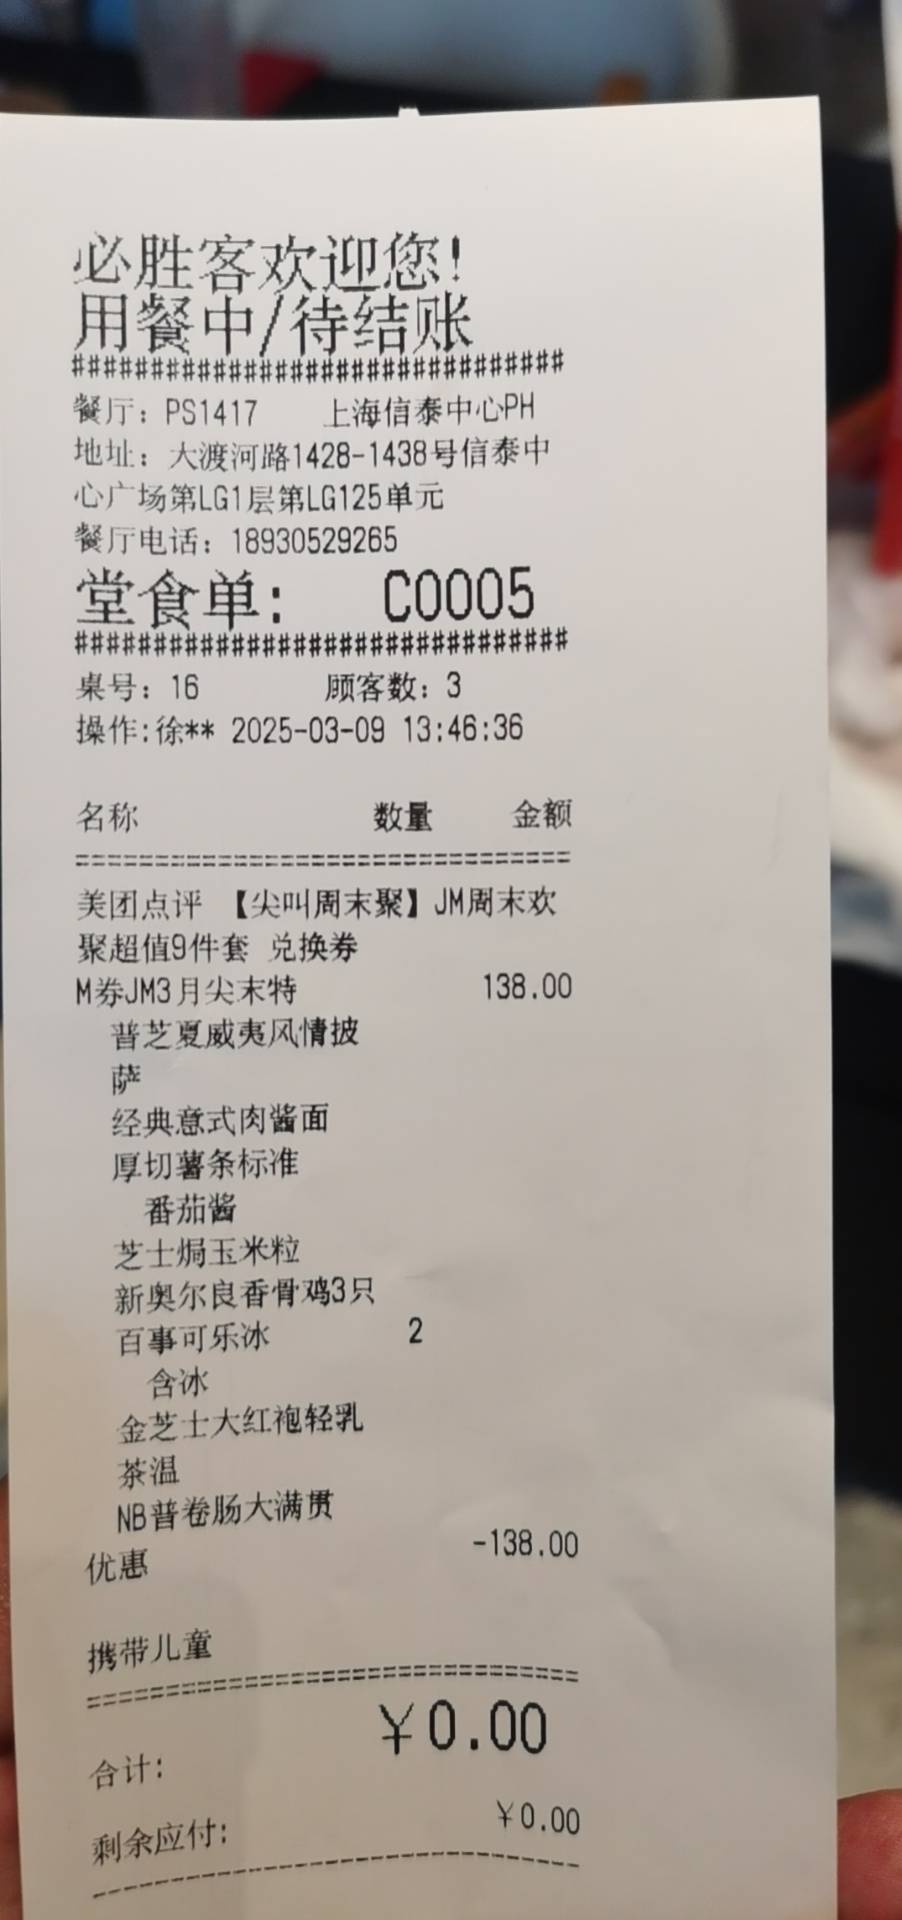 必胜客欢迎您!
用餐中/待结账
###############################
餐厅：PS1417 上海信泰中心PH
地址：大渡河路1428-1438号信泰中
心广场第LG1层第LG125单元
餐厅电话：18930529265
堂食单: C0005
###############################
桌号：16 顾客数：3
操作:徐** 2025-03-09 13:46:36
名称 数量 金额
===============================
美团点评 【尖叫周末聚】JM周末欢
聚超值9件套 兑换券
M券JM3月尖末特 138.00
普芝夏威夷风情披
萨
经典意式肉酱面
厚切薯条标准
番茄酱
芝士焗玉米粒
新奥尔良香骨鸡3只
百事可乐冰 2
含冰
金芝士大红袍轻乳
茶温
NB普卷肠大满贯
优惠 -138.00
携带儿童
===============================
合计: ￥0.00
剩余应付: ￥0.00
-------------------------------